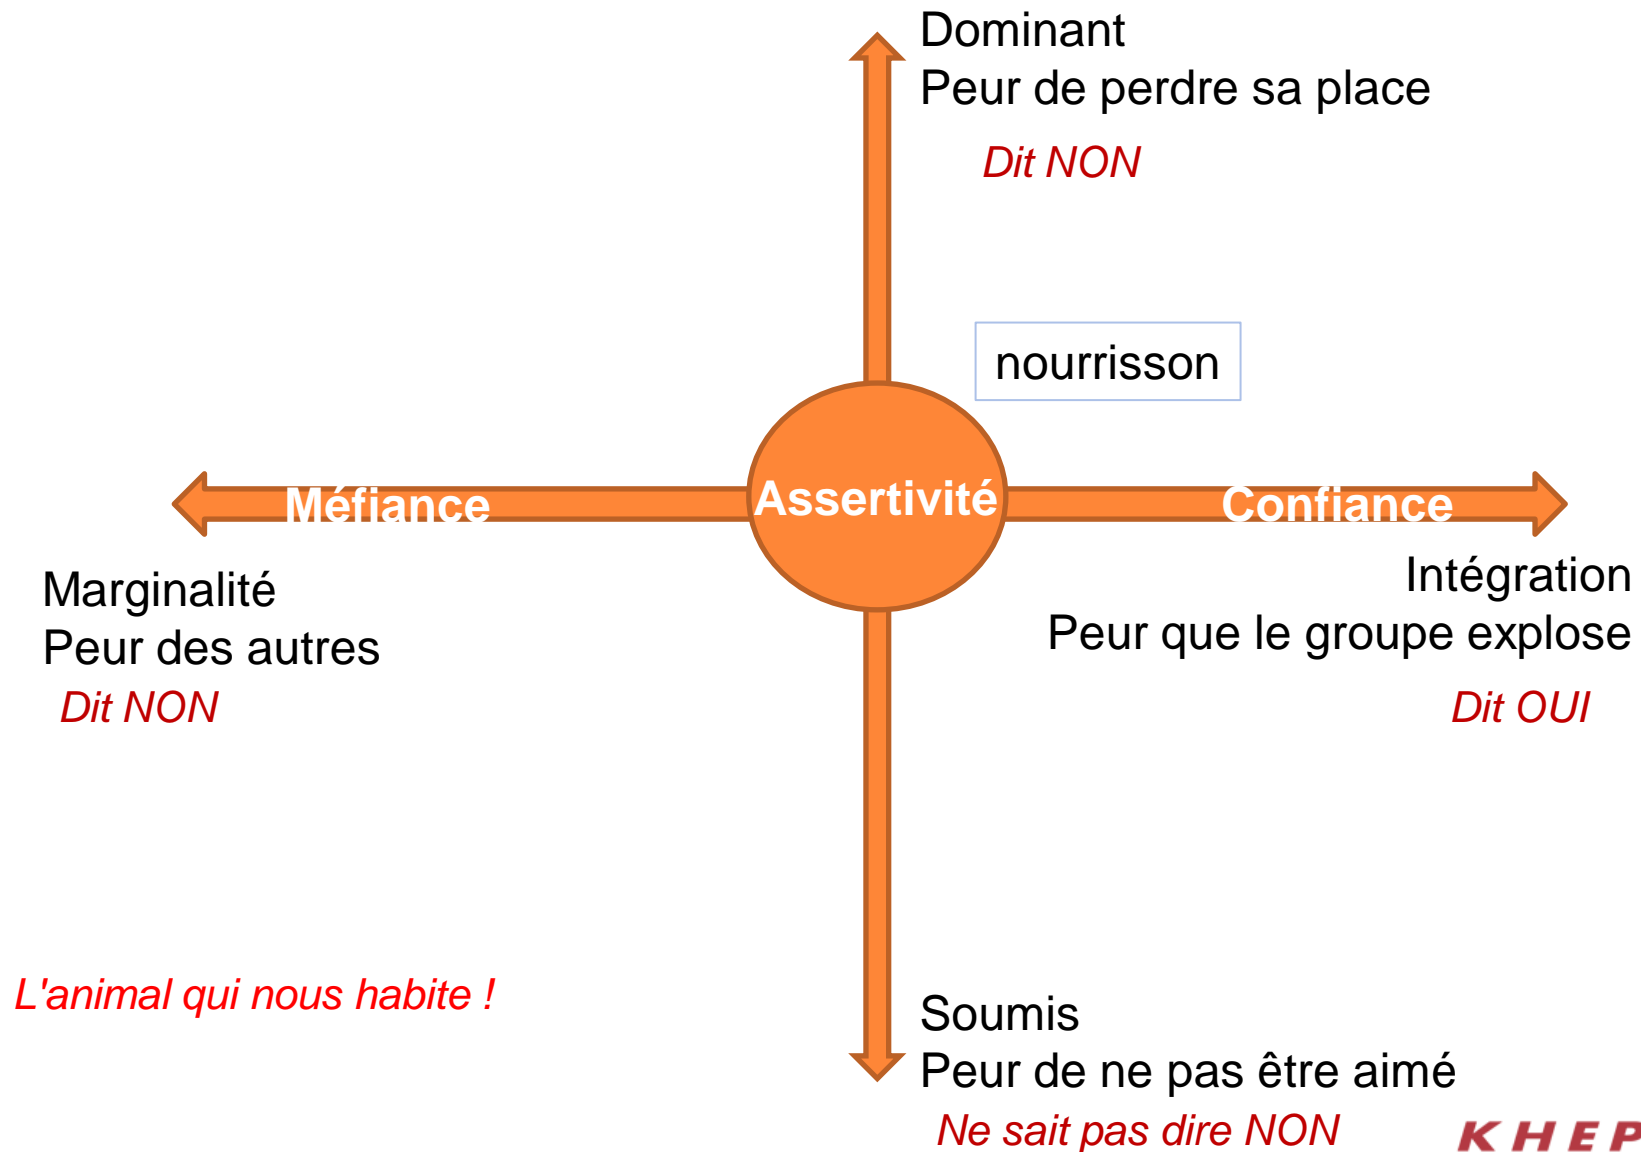 Dominant
Peur de perdre sa place
Dit NON
nourrisson
Méfiance
Assertivité
Confiance
Marginalité
Peur des autres
Dit NON
Intégration
Peur que le groupe explose
Dit OUI
L'animal qui nous habite !
Soumis
Peur de ne pas être aimé
Ne sait pas dire NON
KHEP